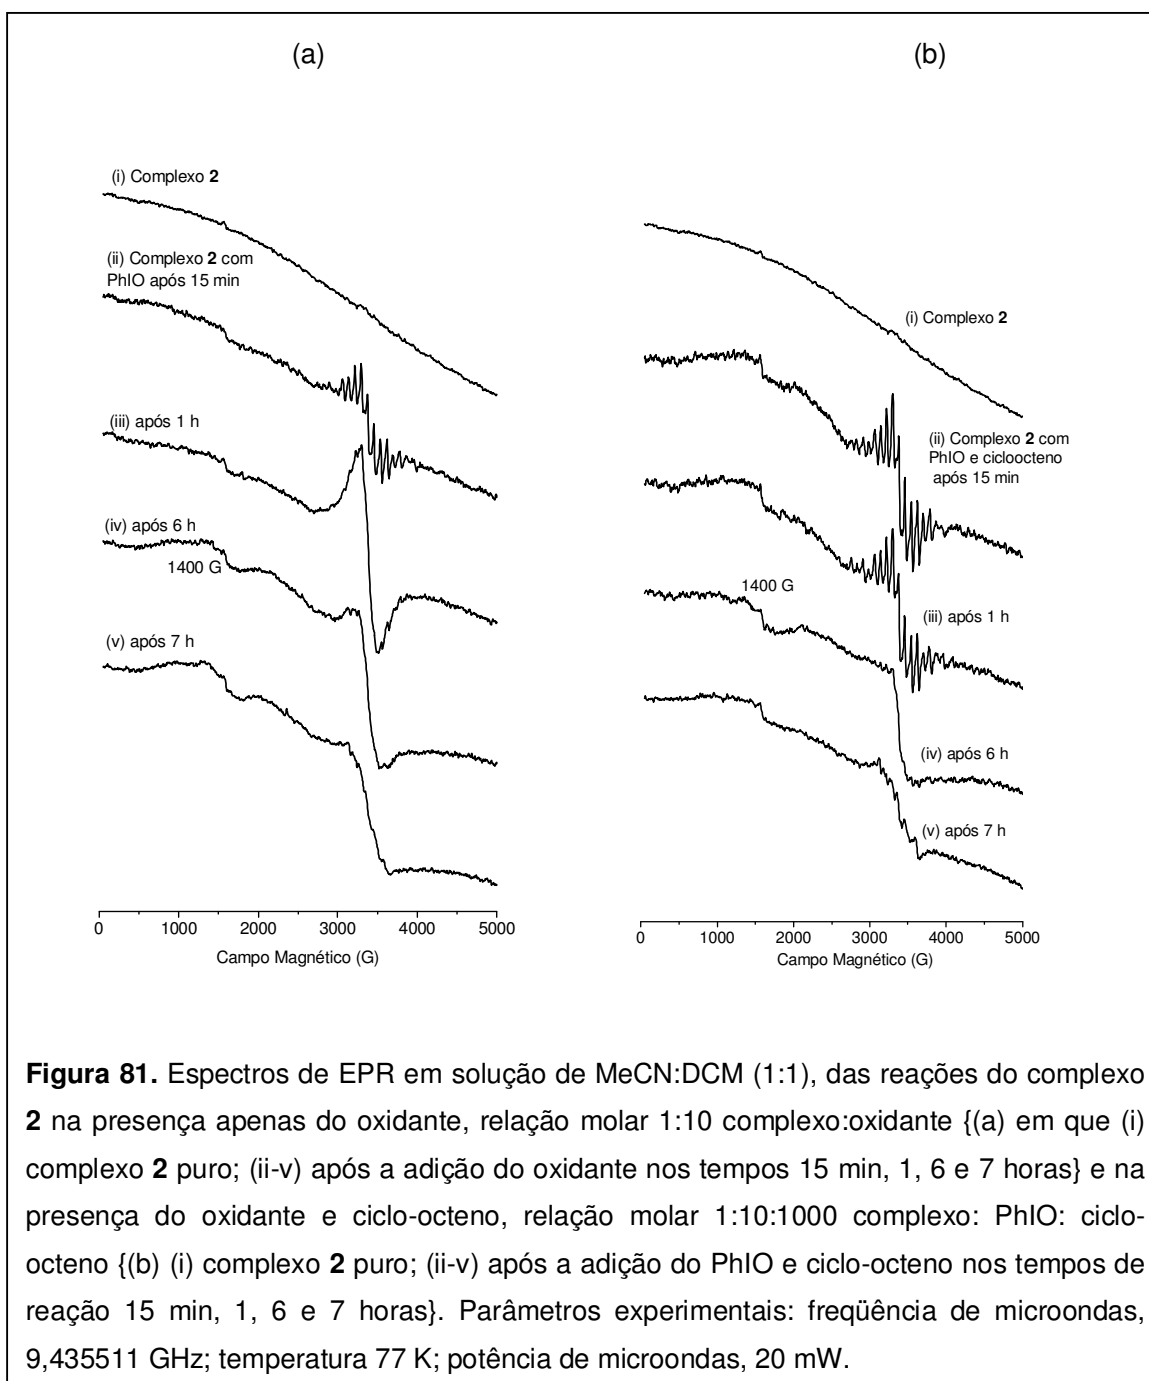 (a)
(i) Complexo 2
(ii) Complexo 2 com
PhIO após 15 min
(iii) após 1 h
(iv) após 6 h
1400 G
(v) após 7 h
0 1000 2000 3000 4000 5000
Campo Magnético (G)
(b)
(i) Complexo 2
(ii) Complexo 2 com
PhIO e cicloocteno
após 15 min
1400 G
(iii) após 1 h
(iv) após 6 h
(v) após 7 h
0 1000 2000 3000 4000 5000
Campo Magnético (G)
Figura 81. Espectros de EPR em solução de MeCN:DCM (1:1), das reações do complexo
2 na presença apenas do oxidante, relação molar 1:10 complexo:oxidante {(a) em que (i)
complexo 2 puro; (ii-v) após a adição do oxidante nos tempos 15 min, 1, 6 e 7 horas} e na
presença do oxidante e ciclo-octeno, relação molar 1:10:1000 complexo: PhIO: ciclo-
octeno {(b) (i) complexo 2 puro; (ii-v) após a adição do PhIO e ciclo-octeno nos tempos de
reação 15 min, 1, 6 e 7 horas}. Parâmetros experimentais: freqüência de microondas,
9,435511 GHz; temperatura 77 K; potência de microondas, 20 mW.